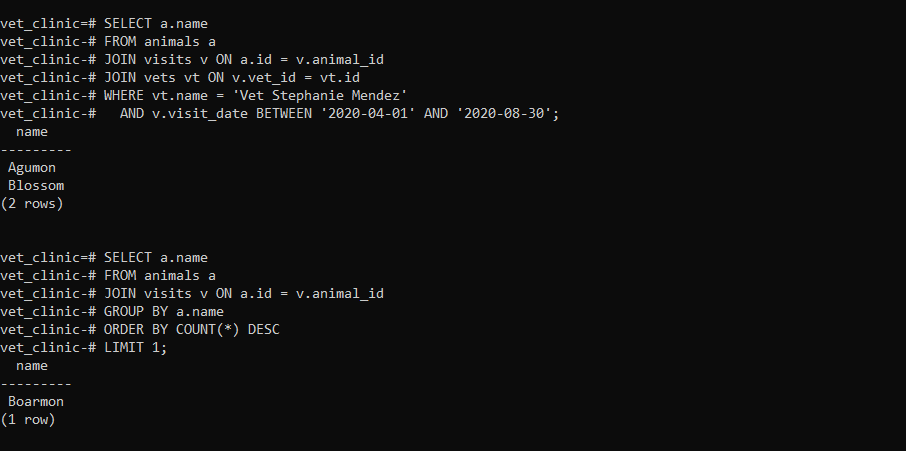 vet_clinic=# SELECT a.name
vet_clinic-# FROM animals a
vet_clinic-# JOIN visits v ON a.id = v.animal_id
vet_clinic-# JOIN vets vt ON v.vet_id = vt.id
vet_clinic-# WHERE vt.name = 'Vet Stephanie Mendez'
vet_clinic-#   AND v.visit_date BETWEEN '2020-04-01' AND '2020-08-30';
  name
---------
 Agumon
 Blossom
(2 rows)

vet_clinic=# SELECT a.name
vet_clinic-# FROM animals a
vet_clinic-# JOIN visits v ON a.id = v.animal_id
vet_clinic-# GROUP BY a.name
vet_clinic-# ORDER BY COUNT(*) DESC
vet_clinic-# LIMIT 1;
  name
---------
 Boarmon
(1 row)